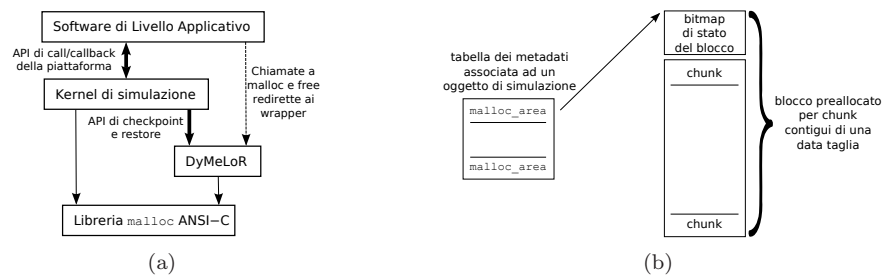 Software di Livello Applicativo
API di call/callback
della piattaforma
Chiamate a
malloc e free
redirette ai
wrapper
Kernel di simulazione
API di checkpoint
e restore
DyMeLoR
Libreria malloc ANSI−C
(a)
tabella dei metadati
associata ad un
oggetto di simulazione
malloc_area
malloc_area
bitmap
di stato
del blocco
chunk
chunk
blocco preallocato
per chunk
contigui di una
data taglia
(b)